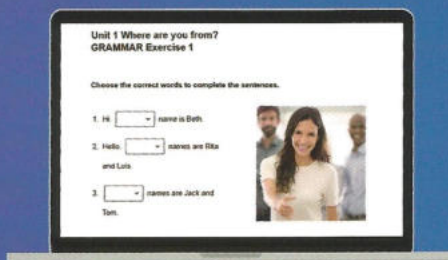 Unit 1 Where are you from?
GRAMMAR Exercise 1
Choose the correct words to complete the sentences.
1. Hi. name is Beth.
2. Hello. names are Rita
and Luis.
3. names are Jack and
Tom.